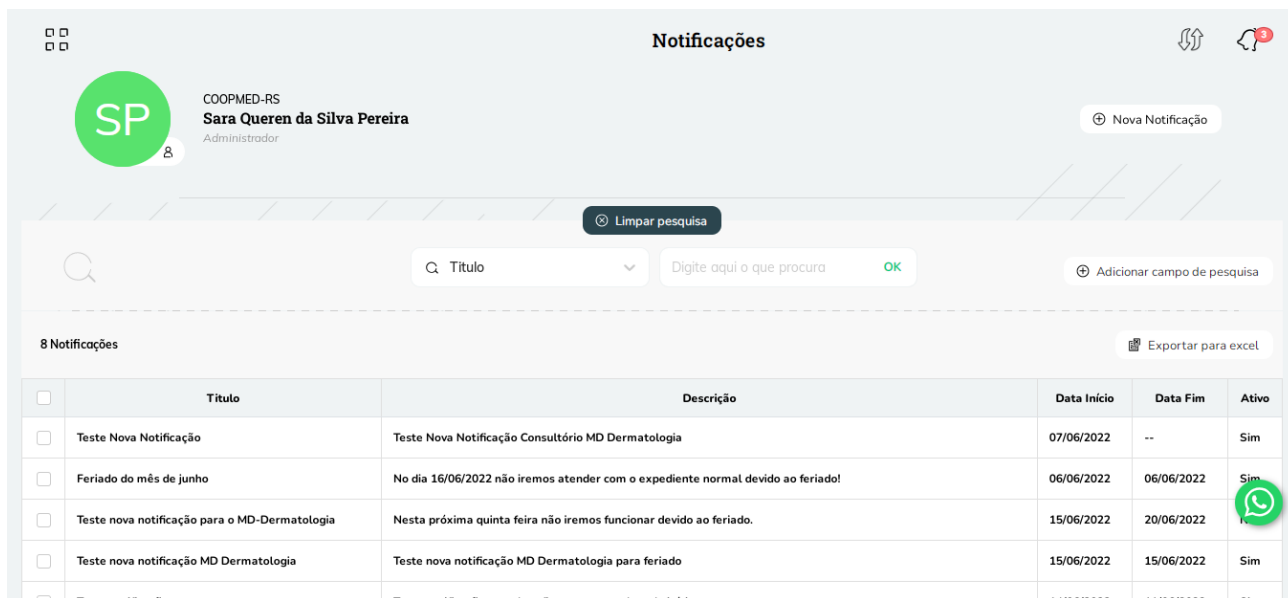 Notificações
3
COOPMED-RS
SP
Sara Queren da Silva Pereira
Administrador
Nova Notificação
Limpar pesquisa
Titulo
Digite aqui o que procura
OK
Adicionar campo de pesquisa
8 Notificações
Exportar para excel
Titulo Descrição Data Início Data Fim Ativo
Teste Nova Notificação Teste Nova Notificação Consultório MD Dermatologia 07/06/2022 -- Sim
Feriado do mês de junho No dia 16/06/2022 não iremos atender com o expediente normal devido ao feriado! 06/06/2022 06/06/2022 Sim
Teste nova notificação para o MD-Dermatologia Nesta próxima quinta feira não iremos funcionar devido ao feriado. 15/06/2022 20/06/2022
Teste nova notificação MD Dermatologia Teste nova notificação MD Dermatologia para feriado 15/06/2022 15/06/2022 Sim